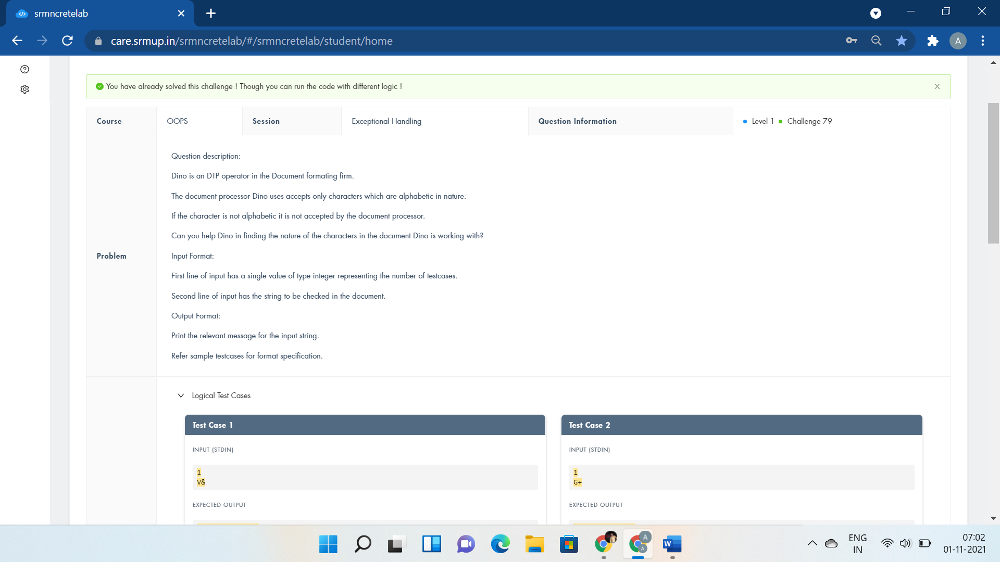 srmncretelab
care.srmup.in/srmncretelab/#/srmncretelab/student/home
A
You have already solved this challenge ! Though you can run the code with different logic !
Course
OOPS
Session
Exceptional Handling
Question Information
Level 1
Challenge 79
Problem
Question description:
Dino is an DTP operator in the Document formating firm.
The document processor Dino uses accepts only characters which are alphabetic in nature.
If the character is not alphabetic it is not accepted by the document processor.
Can you help Dino in finding the nature of the characters in the document Dino is working with?
Input Format:
First line of input has a single value of type integer representing the number of testcases.
Second line of input has the string to be checked in the document.
Output Format:
Print the relevant message for the input string.
Refer sample testcases for format specification.
Logical Test Cases
Test Case 1
INPUT (STDIN)
1
V&
EXPECTED OUTPUT
Test Case 2
INPUT (STDIN)
1
G+
EXPECTED OUTPUT
A
A
W
ENG
IN
07:02
01-11-2021